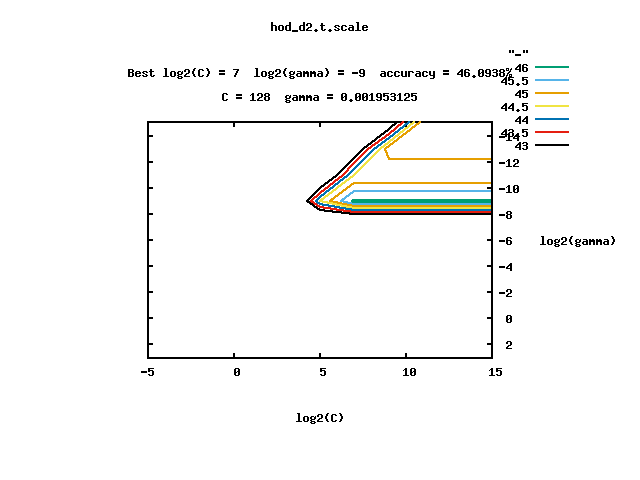 hod_d2.t.scale
"_"
Best log2(C) = 7  log2(gamma) = -9  accuracy = 46.0938%
C = 128  gamma = 0.001953125
46
45.5
45
44.5
44
43.5
43
-14
-12
-10
-8
-6
-4
-2
0
2
log2(gamma)
-5 0 5 10 15
log2(C)